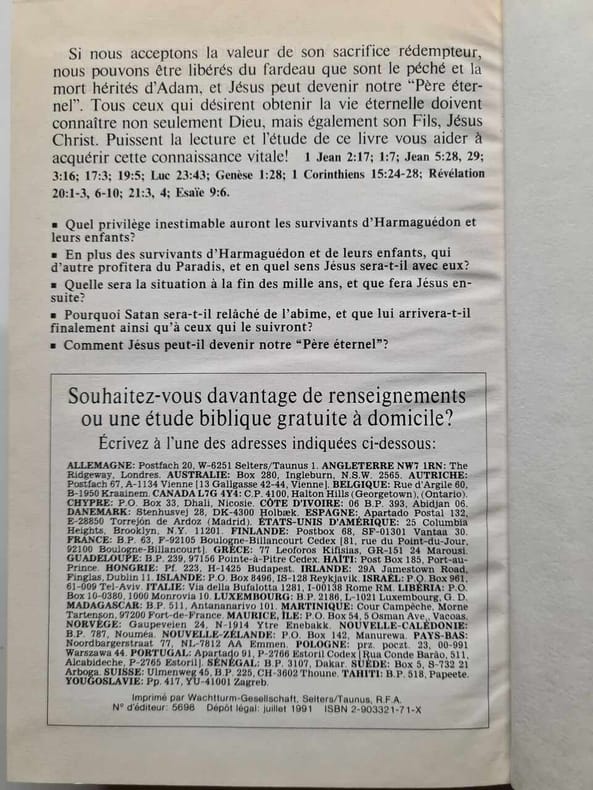 Si nous acceptons la valeur de son sacrifice rédempteur,
nous pouvons être libérés du fardeau que sont le péché et la
mort hérités d'Adam, et Jésus peut devenir notre “Père éter-
nel”. Tous ceux qui désirent obtenir la vie éternelle doivent
connaître non seulement Dieu, mais également son Fils, Jésus
Christ. Puissent la lecture et l'étude de ce livre vous aider à
acquérir cette connaissance vitale! 1 Jean 2:17; 1:7; Jean 5:28, 29;
3:16; 17:3; 19:5; Luc 23:43; Genèse 1:28; 1 Corinthiens 15:24-28; Révélation
20:1-3, 6-10; 21:3, 4; Esaïe 9:6.
▪ Quel privilège inestimable auront les survivants d'Harmaguédon et
leurs enfants?
▪ En plus des survivants d'Harmaguédon et de leurs enfants, qui
d'autre profitera du Paradis, et en quel sens Jésus sera-t-il avec eux?
▪ Quelle sera la situation à la fin des mille ans, et que fera Jésus en-
suite?
▪ Pourquoi Satan sera-t-il relâché de l'abîme, et que lui arrivera-t-il
finalement ainsi qu'à ceux qui le suivront?
▪ Comment Jésus peut-il devenir notre “Père éternel”?
Souhaitez-vous davantage de renseignements
ou une étude biblique gratuite à domicile?
Écrivez à l'une des adresses indiquées ci-dessous:
ALLEMAGNE: Postfach 20, W-6251 Selters/Taunus 1. ANGLETERRE NW7 1RN: The
Ridgeway, Londres. AUSTRALIE: Box 280, Ingleburn, N.S.W. 2565. AUTRICHE:
Postfach 67, A-1134 Vienne [13 Gallgasse 42-44, Vienne]. BELGIQUE: Rue d'Argile 60,
B-1950 Kraainem. CANADA L7G 4Y4: C.P. 4100, Halton Hills (Georgetown), (Ontario).
CHYPRE: P.O. Box 33, Dhali, Nicosie. CÔTE D'IVOIRE: 06 B.P. 393, Abidjan 06.
DANEMARK: Stenhusvej 28, DK-4300 Holbæk. ESPAGNE: Apartado Postal 132,
E-28850 Torrejón de Ardoz (Madrid). ÉTATS-UNIS D'AMÉRIQUE: 25 Columbia
Heights, Brooklyn, N.Y. 11201. FINLANDE: Postbox 68, SF-01301 Vantaa 30.
FRANCE: B.P. 63, F-92105 Boulogne-Billancourt Cedex [81, rue du Point-du-Jour,
92100 Boulogne-Billancourt]. GRÈCE: 77 Leoforos Kifisias, GR-151 24 Marousi.
GUADELOUPE: B.P. 239, 97156 Pointe-à-Pitre Cedex. HAÏTI: Post Box 185, Port-au-
Prince. HONGRIE: Pf. 223, H-1425 Budapest. IRLANDE: 29A Jamestown Road,
Finglas, Dublin 11. ISLANDE: P.O. Box 8496, IS-128 Reykjavik. ISRAËL: P.O. Box 961,
61-009 Tel-Aviv. ITALIE: Via della Bufalotta 1281, I-00138 Rome RM. LIBÉRIA: P.O.
Box 10-0380, 1000 Monrovia 10. LUXEMBOURG: B.P. 2186, L-1021 Luxembourg, G. D.
MADAGASCAR: B.P. 511, Antananarivo 101. MARTINIQUE: Cour Campêche, Morne
Tartenson, 97200 Fort-de-France. MAURICE, ÎLE: P.O. Box 54, 5 Osman Ave, Vacoas.
NORVÈGE: Gaupeveien 24, N-1914 Ytre Enebakk. NOUVELLE-CALÉDONIE:
B.P. 787, Nouméa. NOUVELLE-ZÉLANDE: P.O. Box 142, Manurewa. PAYS-BAS:
Noordbargerstraat 77, NL-7812 AA Emmen. POLOGNE: prz. poczt. 23, 00-991
Warszawa 44. PORTUGAL: Apartado 91, P-2766 Estoril Codex [Rua Conde Barão, 511,
Alcabideche, P-2765 Estoril]. SÉNÉGAL: B.P. 3107, Dakar. SUÈDE: Box 5, S-732 21
Arboga. SUISSE: Ulmenweg 45, B.P. 225, CH-3602 Thoune. TAHITI: B.P. 518, Papeete.
YOUGOSLAVIE: Pp. 417, YU-41001 Zagreb.
Imprimé par Wachtturm-Gesellschaft, Selters/Taunus, R.F.A.
N° d'éditeur: 5698 Dépôt légal: juillet 1991 ISBN 2-903321-71-X